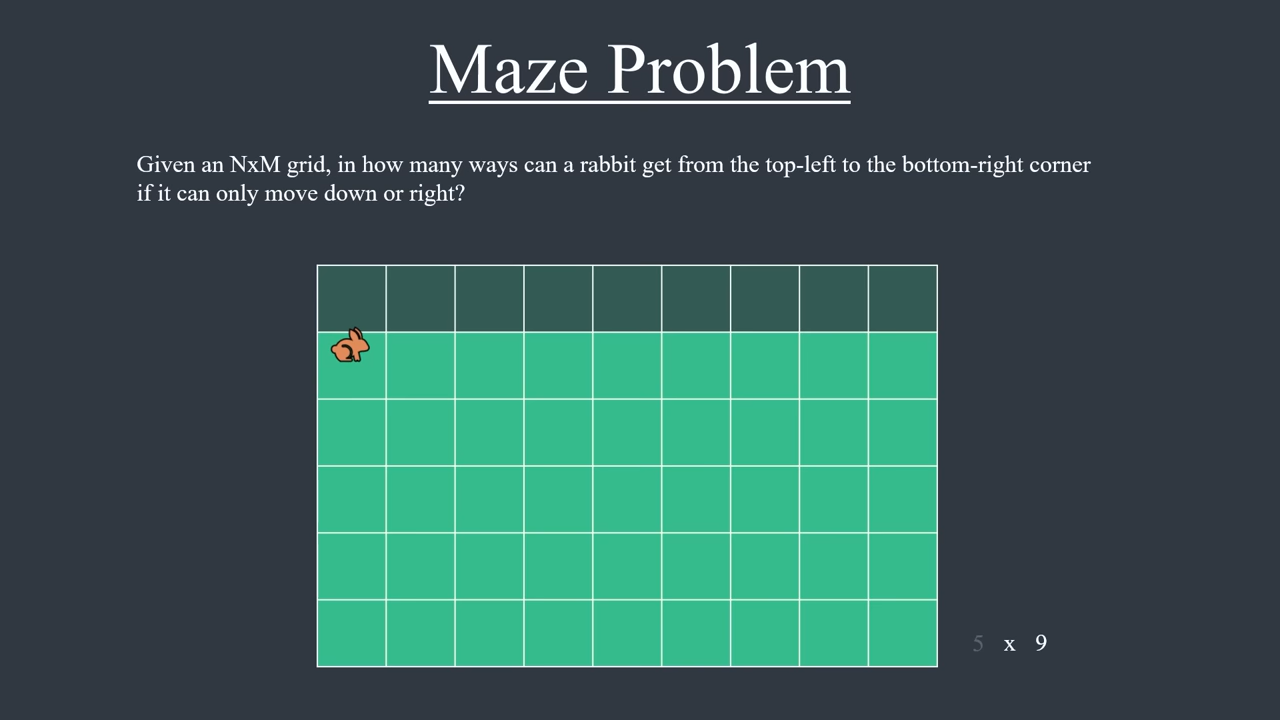 Maze Problem
Given an NxM grid, in how many ways can a rabbit get from the top-left to the bottom-right corner
if it can only move down or right?
5 x 9